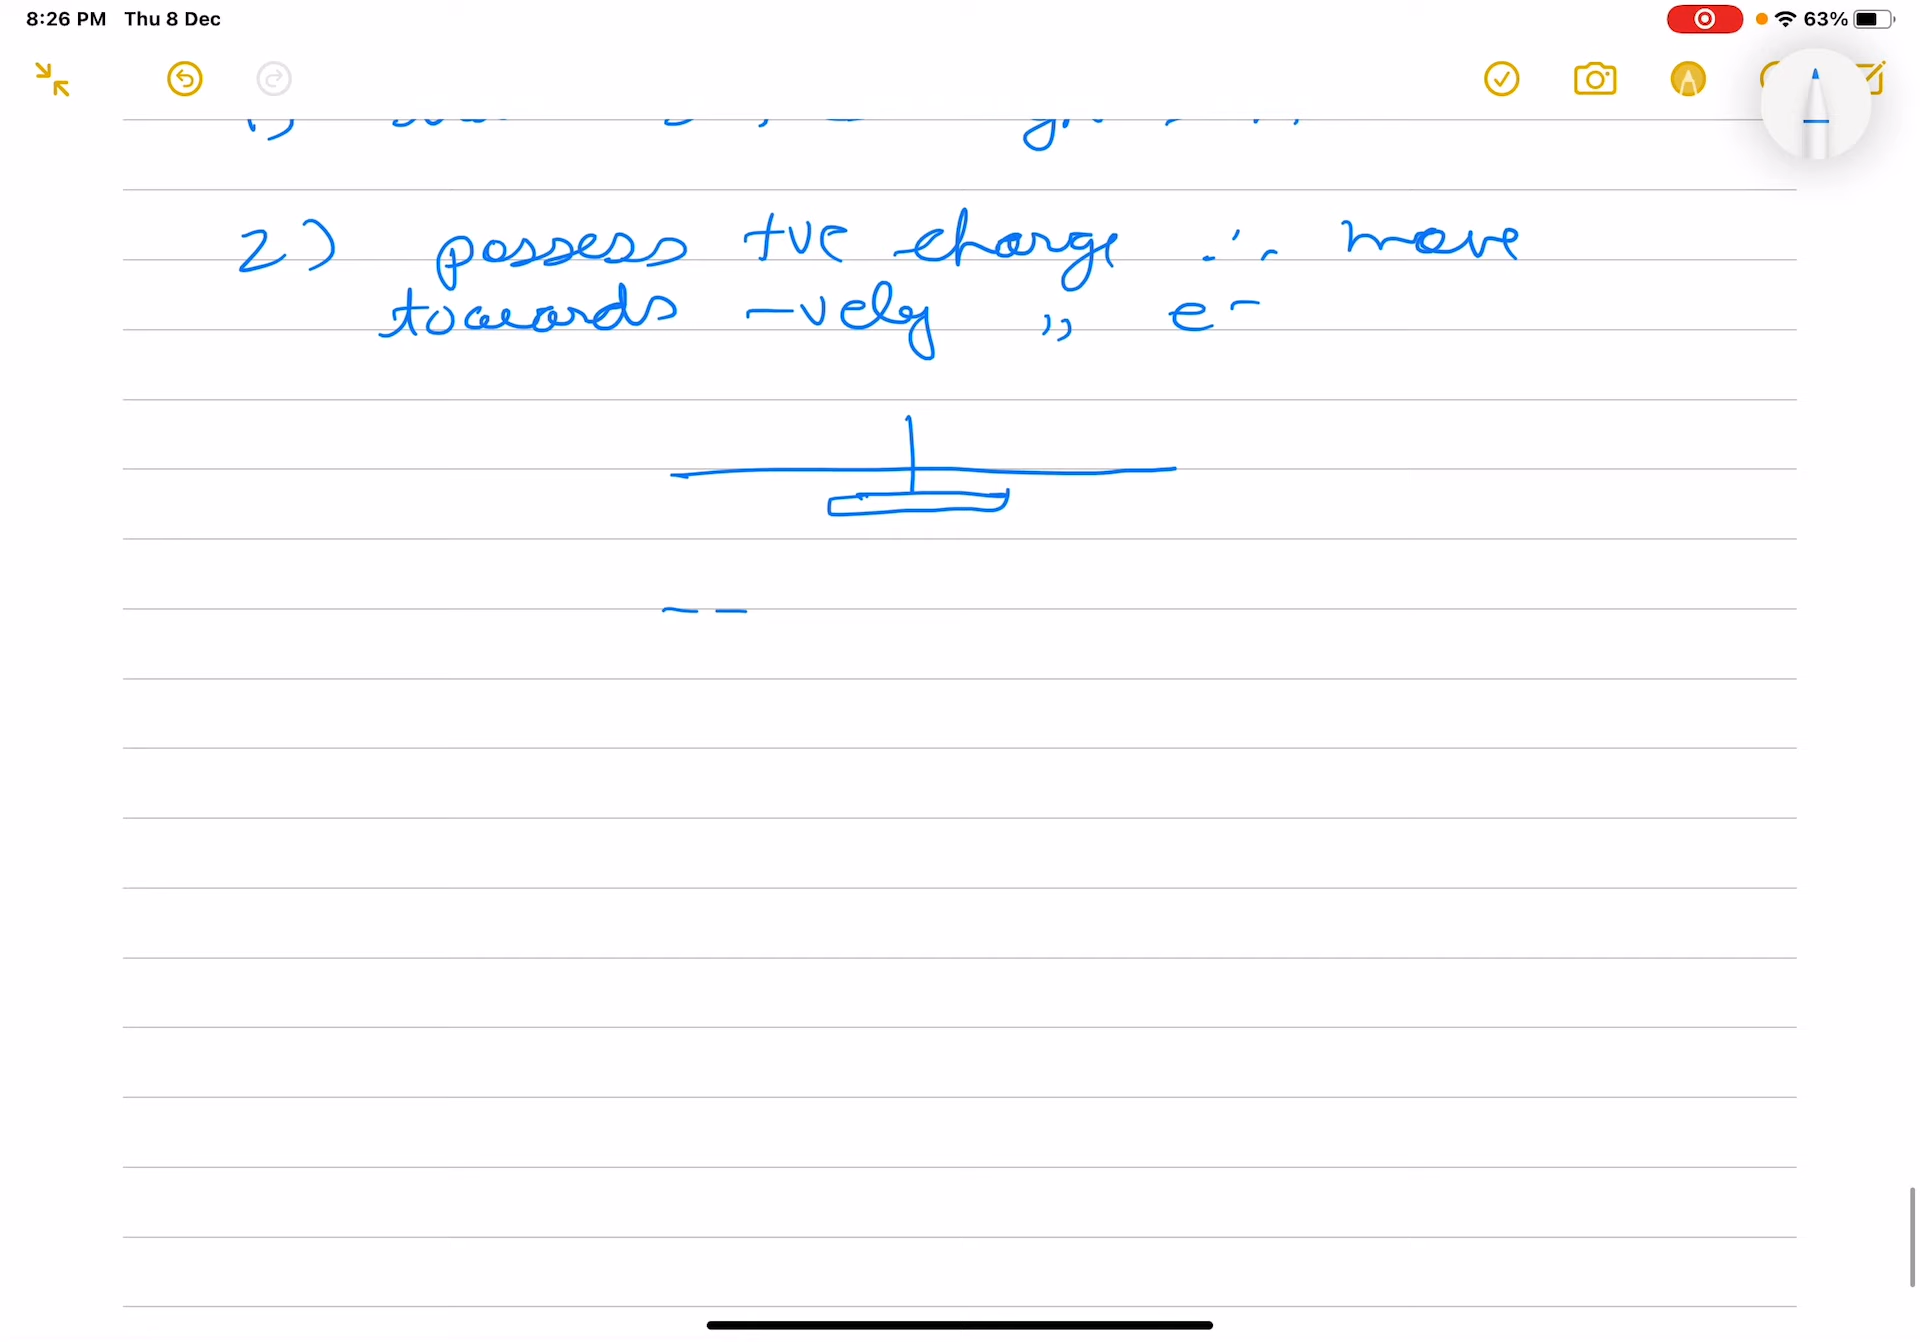 8:26 PM Thu 8 Dec 63%
2) possess +ve charge ∴ move
towards -vely ,, e-